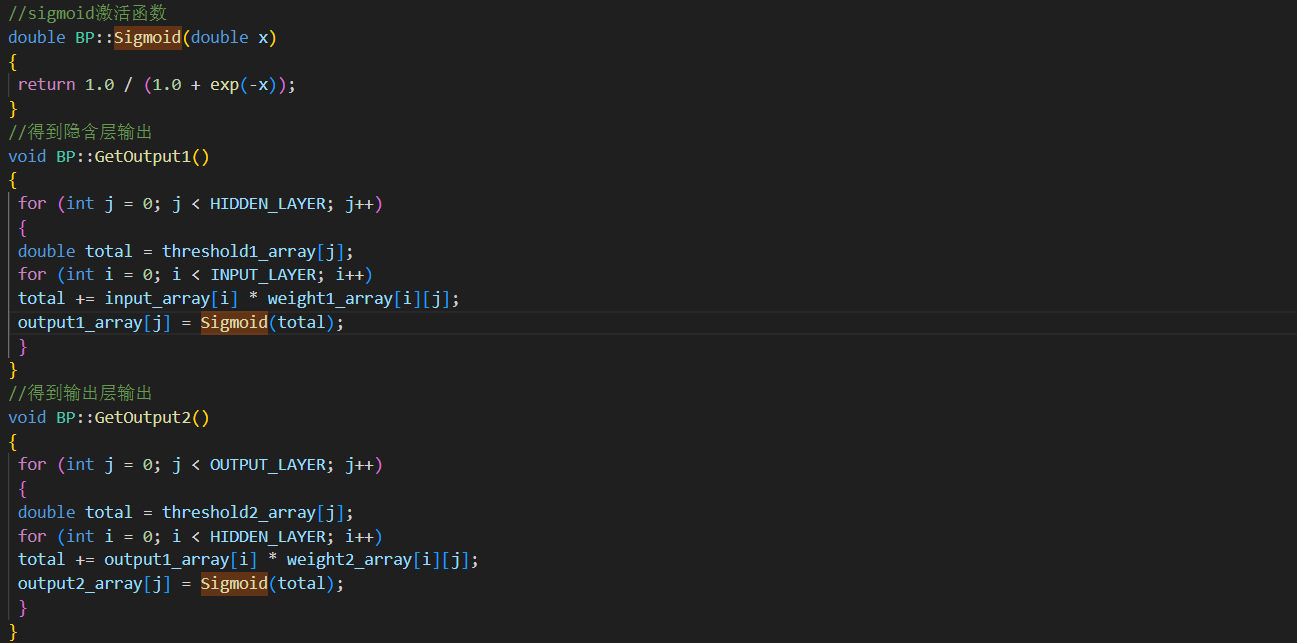 //sigmoid激活函数
double BP::Sigmoid(double x)
{
return 1.0 / (1.0 + exp(-x));
}
//得到隐含层输出
void BP::GetOutput1()
{
for (int j = 0; j < HIDDEN_LAYER; j++)
{
double total = threshold1_array[j];
for (int i = 0; i < INPUT_LAYER; i++)
total += input_array[i] * weight1_array[i][j];
output1_array[j] = Sigmoid(total);
}
}
//得到输出层输出
void BP::GetOutput2()
{
for (int j = 0; j < OUTPUT_LAYER; j++)
{
double total = threshold2_array[j];
for (int i = 0; i < HIDDEN_LAYER; i++)
total += output1_array[i] * weight2_array[i][j];
output2_array[j] = Sigmoid(total);
}
}